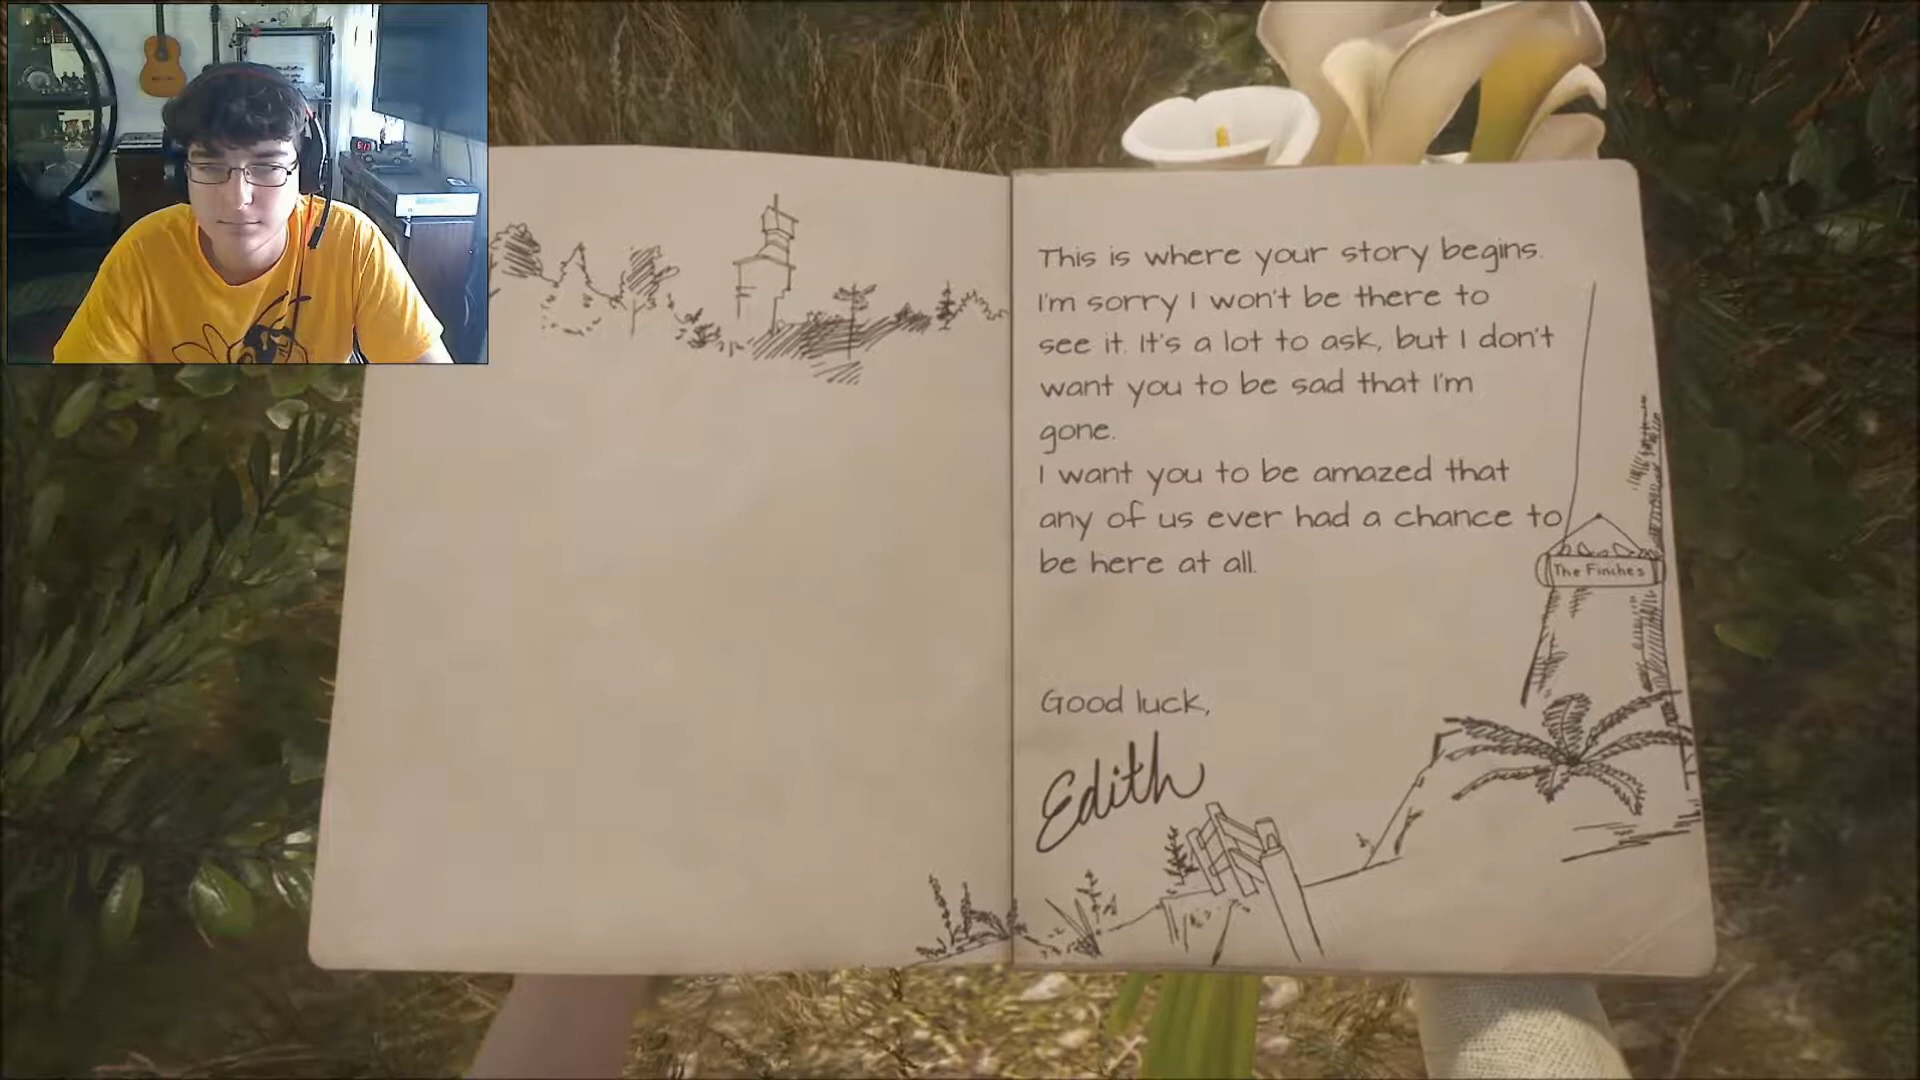 This is where your story begins.
I'm sorry I won't be there to
see it. It's a lot to ask, but I don't
want you to be sad that I'm
gone.
I want you to be amazed that
any of us ever had a chance to
be here at all.
The Finches
Good luck,
Edith